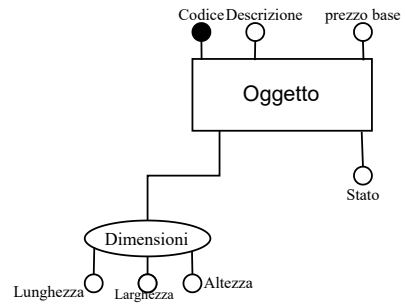 Codice Descrizione prezzo base
Oggetto
Stato
Dimensioni
Lunghezza Larghezza Altezza